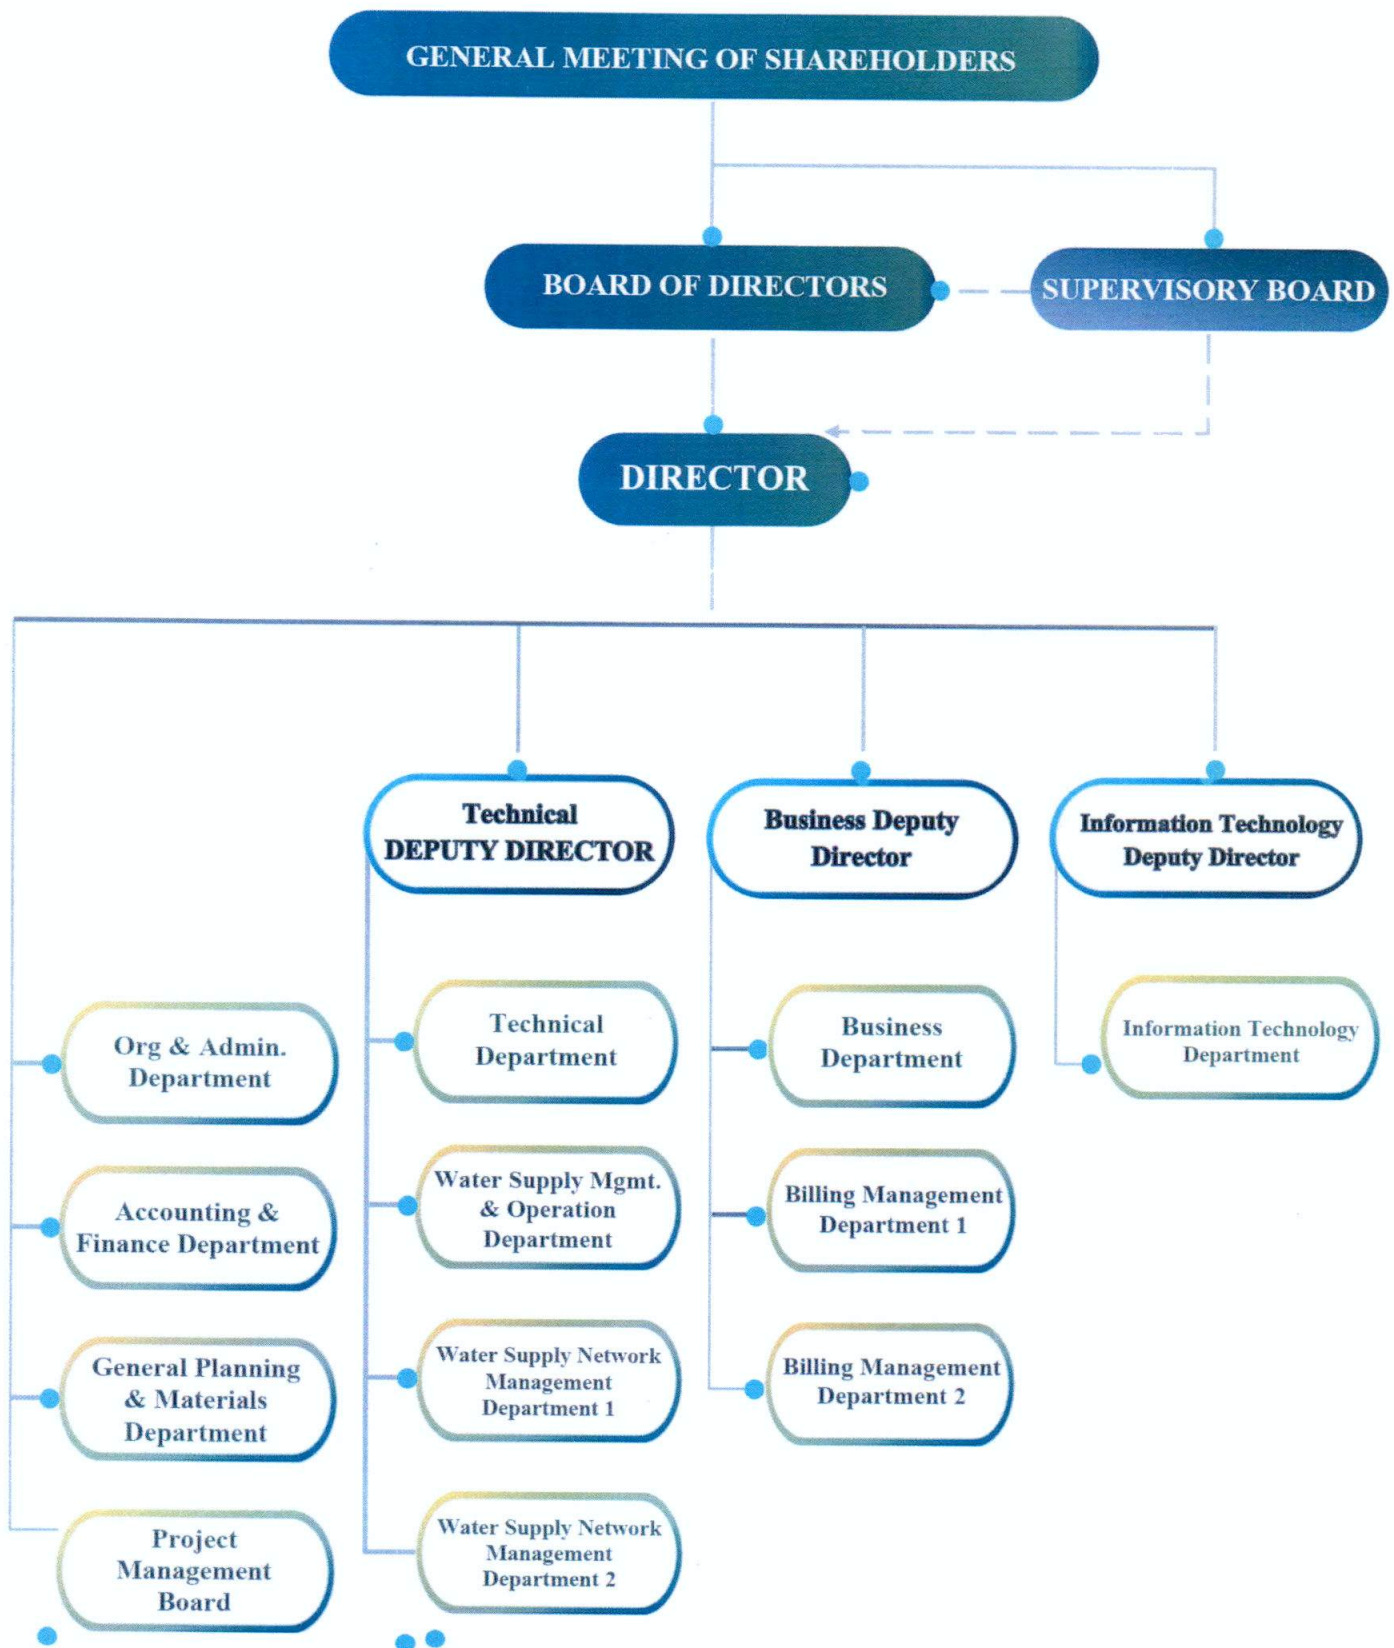 GENERAL MEETING OF SHAREHOLDERS
BOARD OF DIRECTORS
SUPERVISORY BOARD
DIRECTOR
Technical
DEPUTY DIRECTOR
Business Deputy
Director
Information Technology
Deputy Director
Org & Admin.
Department
Accounting &
Finance Department
General Planning
& Materials
Department
Project
Management
Board
Technical
Department
Water Supply Mgmt.
& Operation
Department
Water Supply Network
Management
Department 1
Water Supply Network
Management
Department 2
Business
Department
Billing Management
Department 1
Billing Management
Department 2
Information Technology
Department